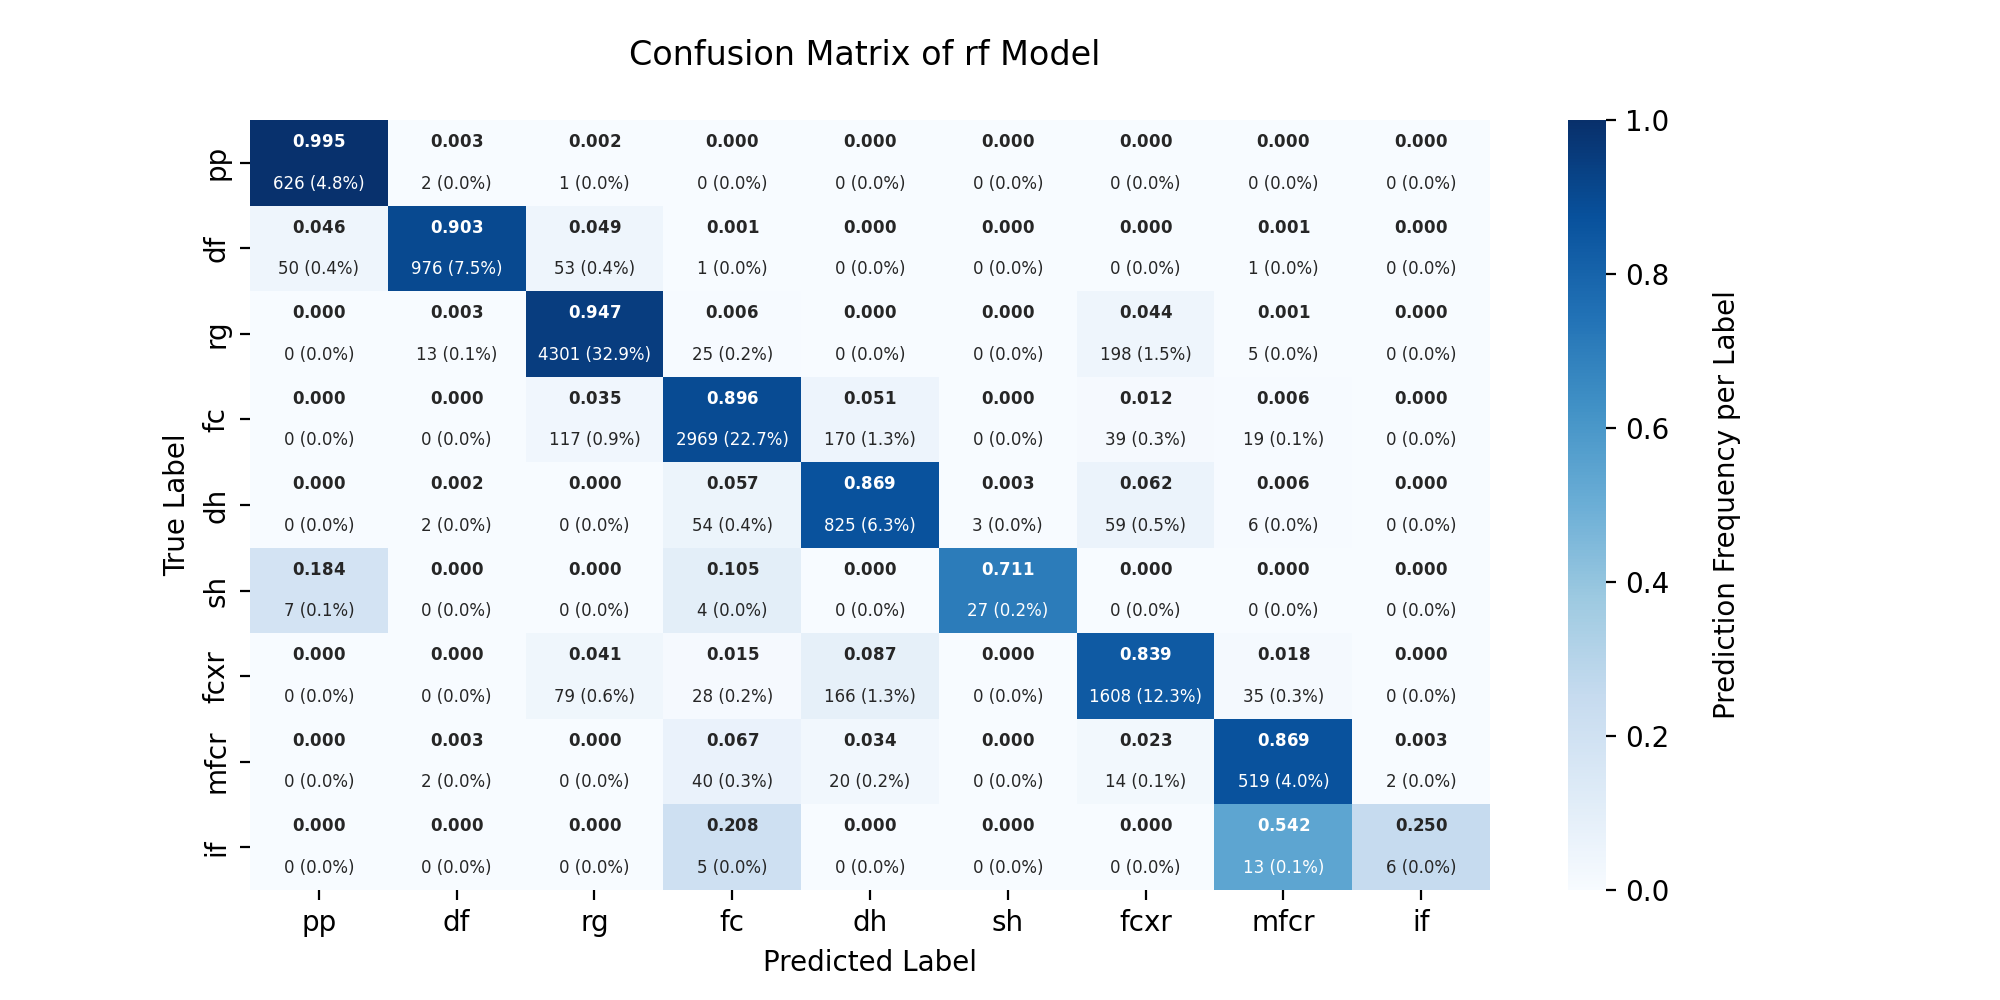 Confusion Matrix of rf Model
0.995 0.003 0.002 0.000 0.000 0.000 0.000 0.000 0.000
pp
626 (4.8%) 2 (0.0%) 1 (0.0%) 0 (0.0%) 0 (0.0%) 0 (0.0%) 0 (0.0%) 0 (0.0%) 0 (0.0%)
0.046 0.903 0.049 0.001 0.000 0.000 0.000 0.001 0.000
df
50 (0.4%) 976 (7.5%) 53 (0.4%) 1 (0.0%) 0 (0.0%) 0 (0.0%) 0 (0.0%) 1 (0.0%) 0 (0.0%)
0.000 0.003 0.947 0.006 0.000 0.000 0.044 0.001 0.000
rg
0 (0.0%) 13 (0.1%) 4301 (32.9%) 25 (0.2%) 0 (0.0%) 0 (0.0%) 198 (1.5%) 5 (0.0%) 0 (0.0%)
0.000 0.000 0.035 0.896 0.051 0.000 0.012 0.006 0.000
fc
0 (0.0%) 0 (0.0%) 117 (0.9%) 2969 (22.7%) 170 (1.3%) 0 (0.0%) 39 (0.3%) 19 (0.1%) 0 (0.0%)
0.000 0.002 0.000 0.057 0.869 0.003 0.062 0.006 0.000
dh
0 (0.0%) 2 (0.0%) 0 (0.0%) 54 (0.4%) 825 (6.3%) 3 (0.0%) 59 (0.5%) 6 (0.0%) 0 (0.0%)
0.184 0.000 0.000 0.105 0.000 0.711 0.000 0.000 0.000
sh
7 (0.1%) 0 (0.0%) 0 (0.0%) 4 (0.0%) 0 (0.0%) 27 (0.2%) 0 (0.0%) 0 (0.0%) 0 (0.0%)
0.000 0.000 0.041 0.015 0.087 0.000 0.839 0.018 0.000
fcxr
0 (0.0%) 0 (0.0%) 79 (0.6%) 28 (0.2%) 166 (1.3%) 0 (0.0%) 1608 (12.3%) 35 (0.3%) 0 (0.0%)
0.000 0.003 0.000 0.067 0.034 0.000 0.023 0.869 0.003
mfcr
0 (0.0%) 2 (0.0%) 0 (0.0%) 40 (0.3%) 20 (0.2%) 0 (0.0%) 14 (0.1%) 519 (4.0%) 2 (0.0%)
0.000 0.000 0.000 0.208 0.000 0.000 0.000 0.542 0.250
if
0 (0.0%) 0 (0.0%) 0 (0.0%) 5 (0.0%) 0 (0.0%) 0 (0.0%) 0 (0.0%) 13 (0.1%) 6 (0.0%)
True Label
pp df rg fc dh sh fcxr mfcr if
Predicted Label
1.0
0.8
0.6
0.4
0.2
0.0
Prediction Frequency per Label